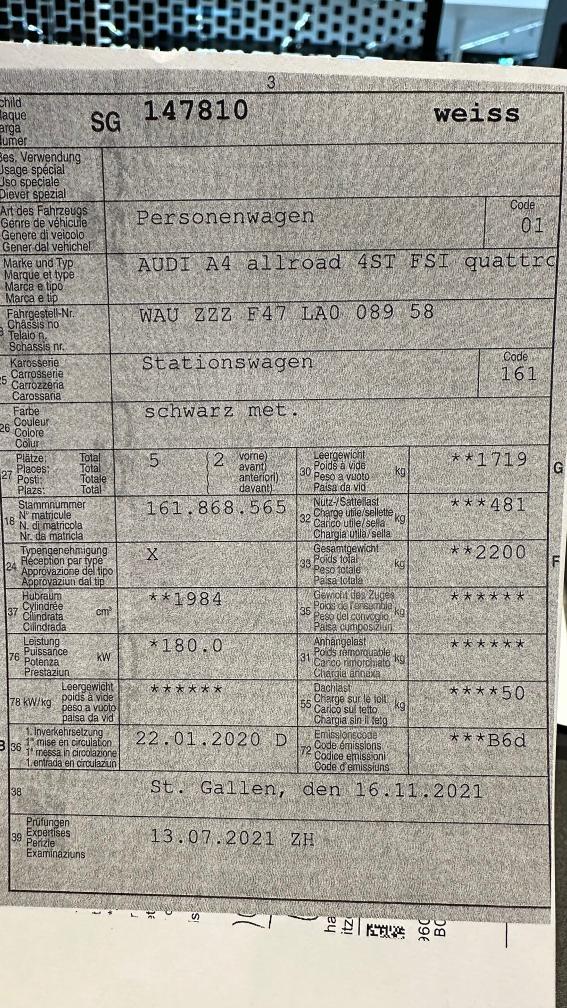 3
SG 147810 weiss
Verwendung
Usage spécial
Uso speciale
Diever spezial
Art des Fahrzeugs
Genre de véhicule
Genere di veicolo
Gener dal vehichel
Personenwagen
Code
01
Marke und Typ
Marque et type
Marca e tipo
Marca e tip
AUDI A4 allroad 4ST FSI quattro
Fahrgestell-Nr.
Châssis no
Telaio n.
Schassis nr.
WAU ZZZ F47 LA0 089 58
Karosserie
Carrosserie
Carrozzeria
Carossaria
Stationswagen
Code
161
26
Farbe
Couleur
Colore
Colur
schwarz met.
27
Plätze: Total
Places: Total
Posti: Totale
Plazs: Total
5 (2
vorne)
avant)
anteriori)
davant)
30
Leergewicht
Poids à vide
Peso a vuoto
Paisa da vid
kg
**1719
G
18
Stammnummer
N° matricule
N. di matricola
Nr. da matricla
161.868.565
32
Nutz-/Sattellast
Charge utile/sellette
Carico utile/sella
Chargia utila/sella
kg
***481
24
Typengenehmigung
Réception par type
Approvazione del tipo
Approvaziun dal tip
X
33
Gesamtgewicht
Poids total
Peso totale
Paisa totala
kg
**2200
F
37
Hubraum
Cylindrée
Cilindrata
Cilindrada
cm³
**1984
35
Gewicht des Zuges
Poids de l'ensemble
Peso del convoglio
Paisa cumposiziun
kg
******
76
Leistung
Puissance
Potenza
Prestaziun
kW
*180.0
31
Anhängelast
Poids remorquable
Carico rimorchiato
Chargia annexa
kg
******
78 kW/kg
Leergewicht
poids à vide
peso a vuoto
paisa da vid
******
55
Dachlast
Charge sur le toit
Carico sul tetto
Chargia sin il tetg
kg
****50
B 36
1. Inverkehrsetzung
1re mise en circulation
1a messa in circolazione
1. entrada en circulaziun
22.01.2020 D
72
Emissionscode
Code émissions
Codice emissioni
Code d'emissiuns
***B6d
38
St. Gallen, den 16.11.2021
39
Prüfungen
Expertises
Perizie
Examinaziuns
13.07.2021 ZH